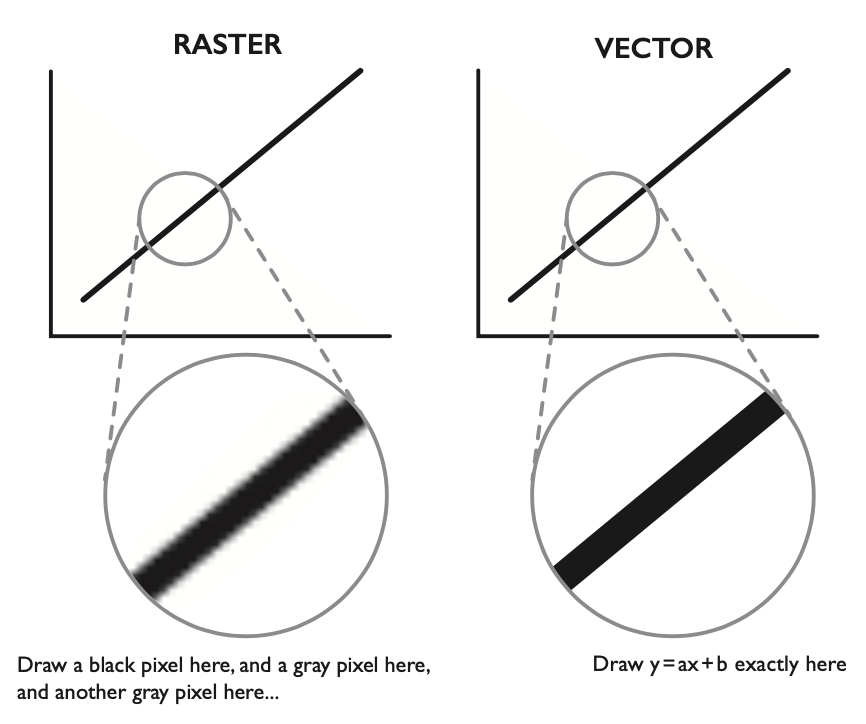 RASTER
VECTOR
Draw a black pixel here, and a gray pixel here,
and another gray pixel here...
Draw y=ax+b exactly here